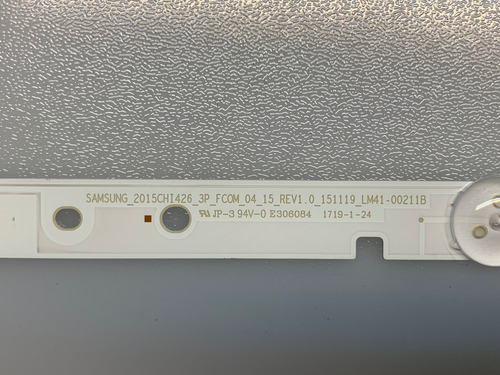 SAMSUNG_2015CHI426_3P_FCOM_04_15_REV1.0_151119_LM41-00211B
JP-3 94V-0 E306084 1719-1-24